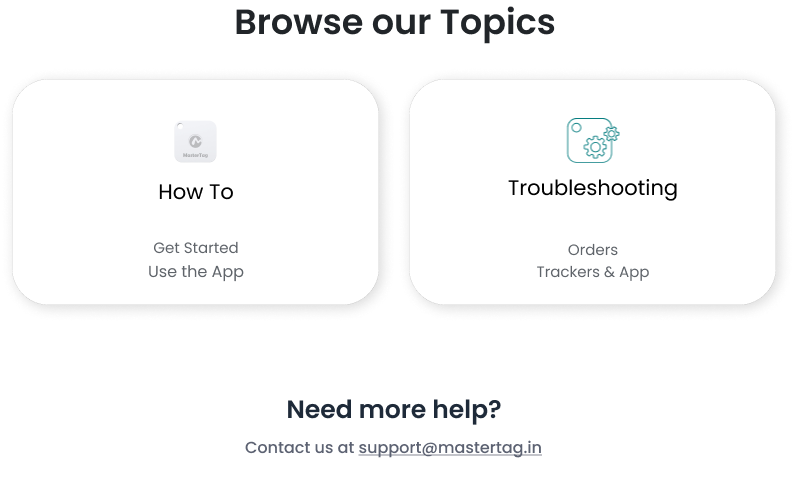 Browse our Topics
MasterTag
How To
Get Started
Use the App
Troubleshooting
Orders
Trackers & App
Need more help?
Contact us at support@mastertag.in